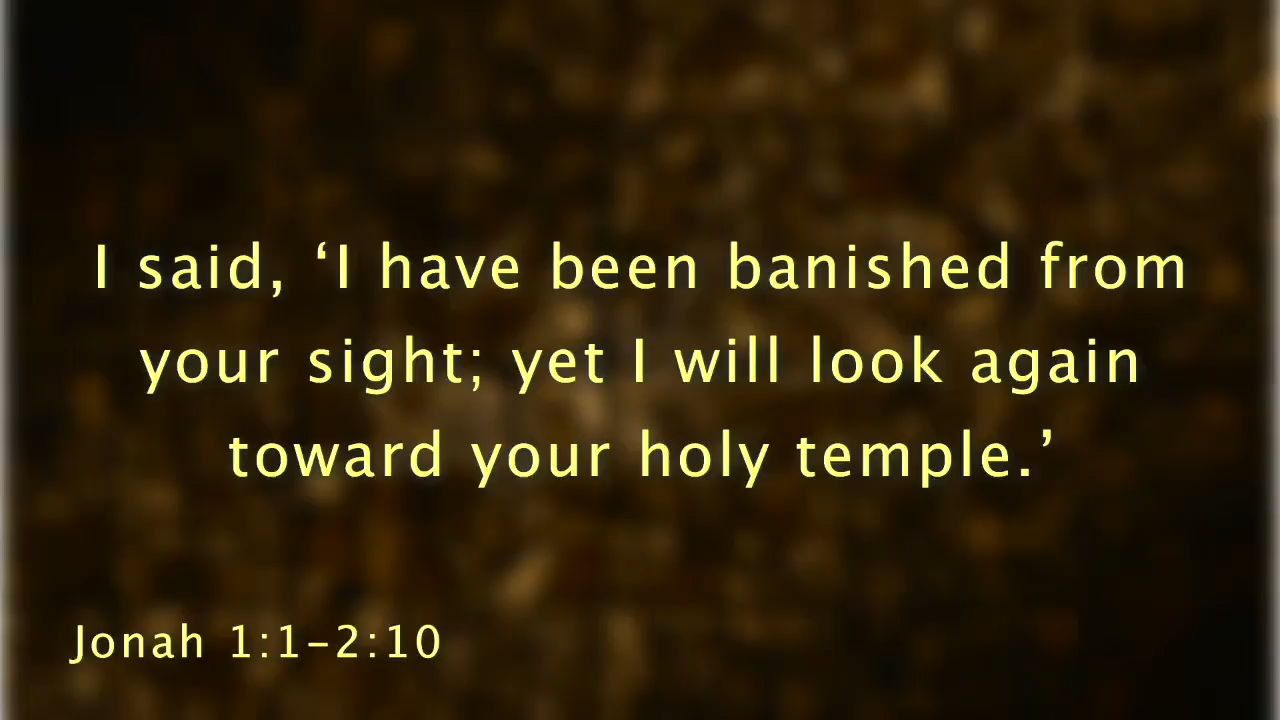 I said, ‘I have been banished from
your sight; yet I will look again
toward your holy temple.’
Jonah 1:1–2:10